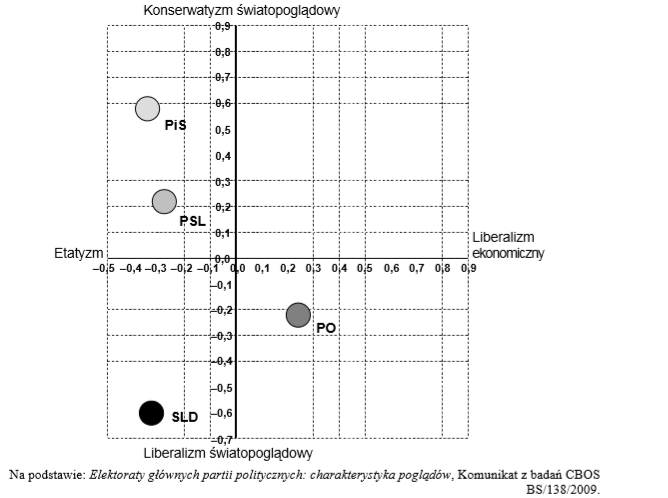 Konserwatyzm światopoglądowy
0,9
0,8
0,7
0,6
PiS
0,5
0,4
0,3
0,2
PSL
0,1
Liberalizm
Etatyzm
0,0
ekonomiczny
–0,5 –0,4 –0,3 –0,2 –0,1 0,0 0,1 0,2 0,3 0,4 0,5 0,6 0,7 0,8 0,9
–0,1
–0,2
PO
–0,3
–0,4
–0,5
SLD
–0,6
–0,7
Liberalizm światopoglądowy
Na podstawie: Elektoraty głównych partii politycznych: charakterystyka poglądów, Komunikat z badań CBOS
BS/138/2009.